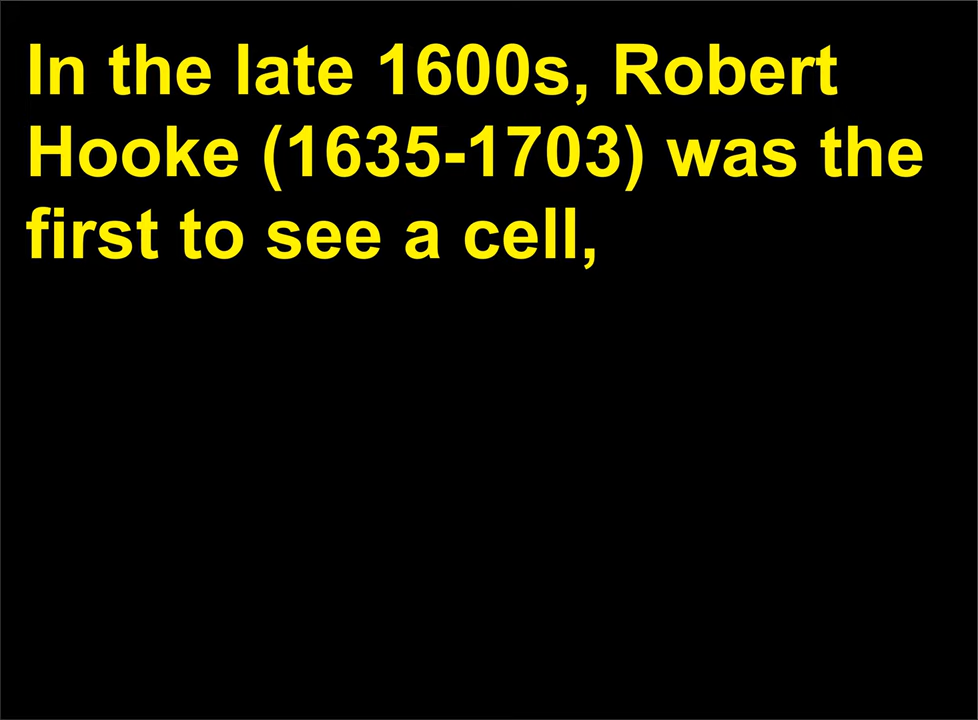 In the late 1600s, Robert
Hooke (1635-1703) was the
first to see a cell,